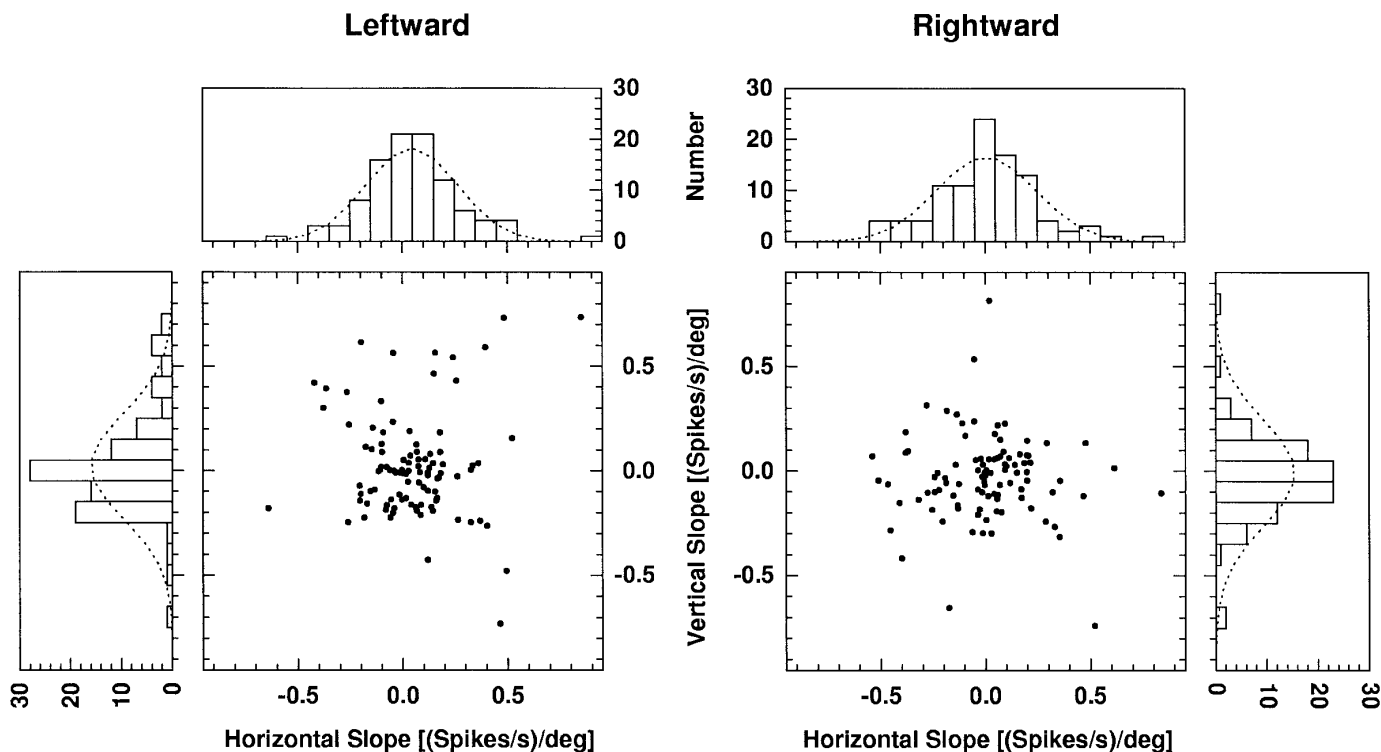 Leftward Rightward
30 30
20 20
10 10
0 0
Number
0.5 0.5
0.0 0.0
-0.5 -0.5
Vertical Slope [(Spikes/s)/deg]
30 20 10 0 -0.5 0.0 0.5 -0.5 0.0 0.5 0 10 20 30
Horizontal Slope [(Spikes/s)/deg] Horizontal Slope [(Spikes/s)/deg]